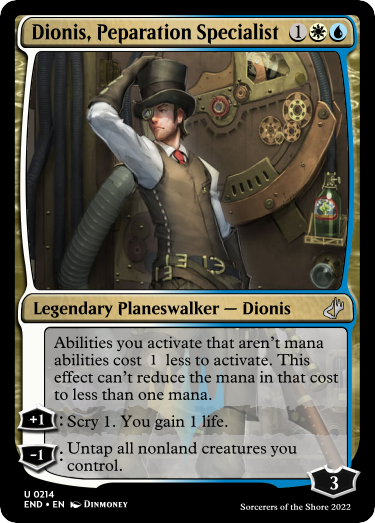 Dionis, Peparation Specialist 1
Legendary Planeswalker — Dionis
Abilities you activate that aren't mana
abilities cost 1 less to activate. This
effect can't reduce the mana in that cost
to less than one mana.
+1: Scry 1. You gain 1 life.
-1: Untap all nonland creatures you
control.
3
U 0214
END • EN DINMONEY
Sorcerers of the Shore 2022